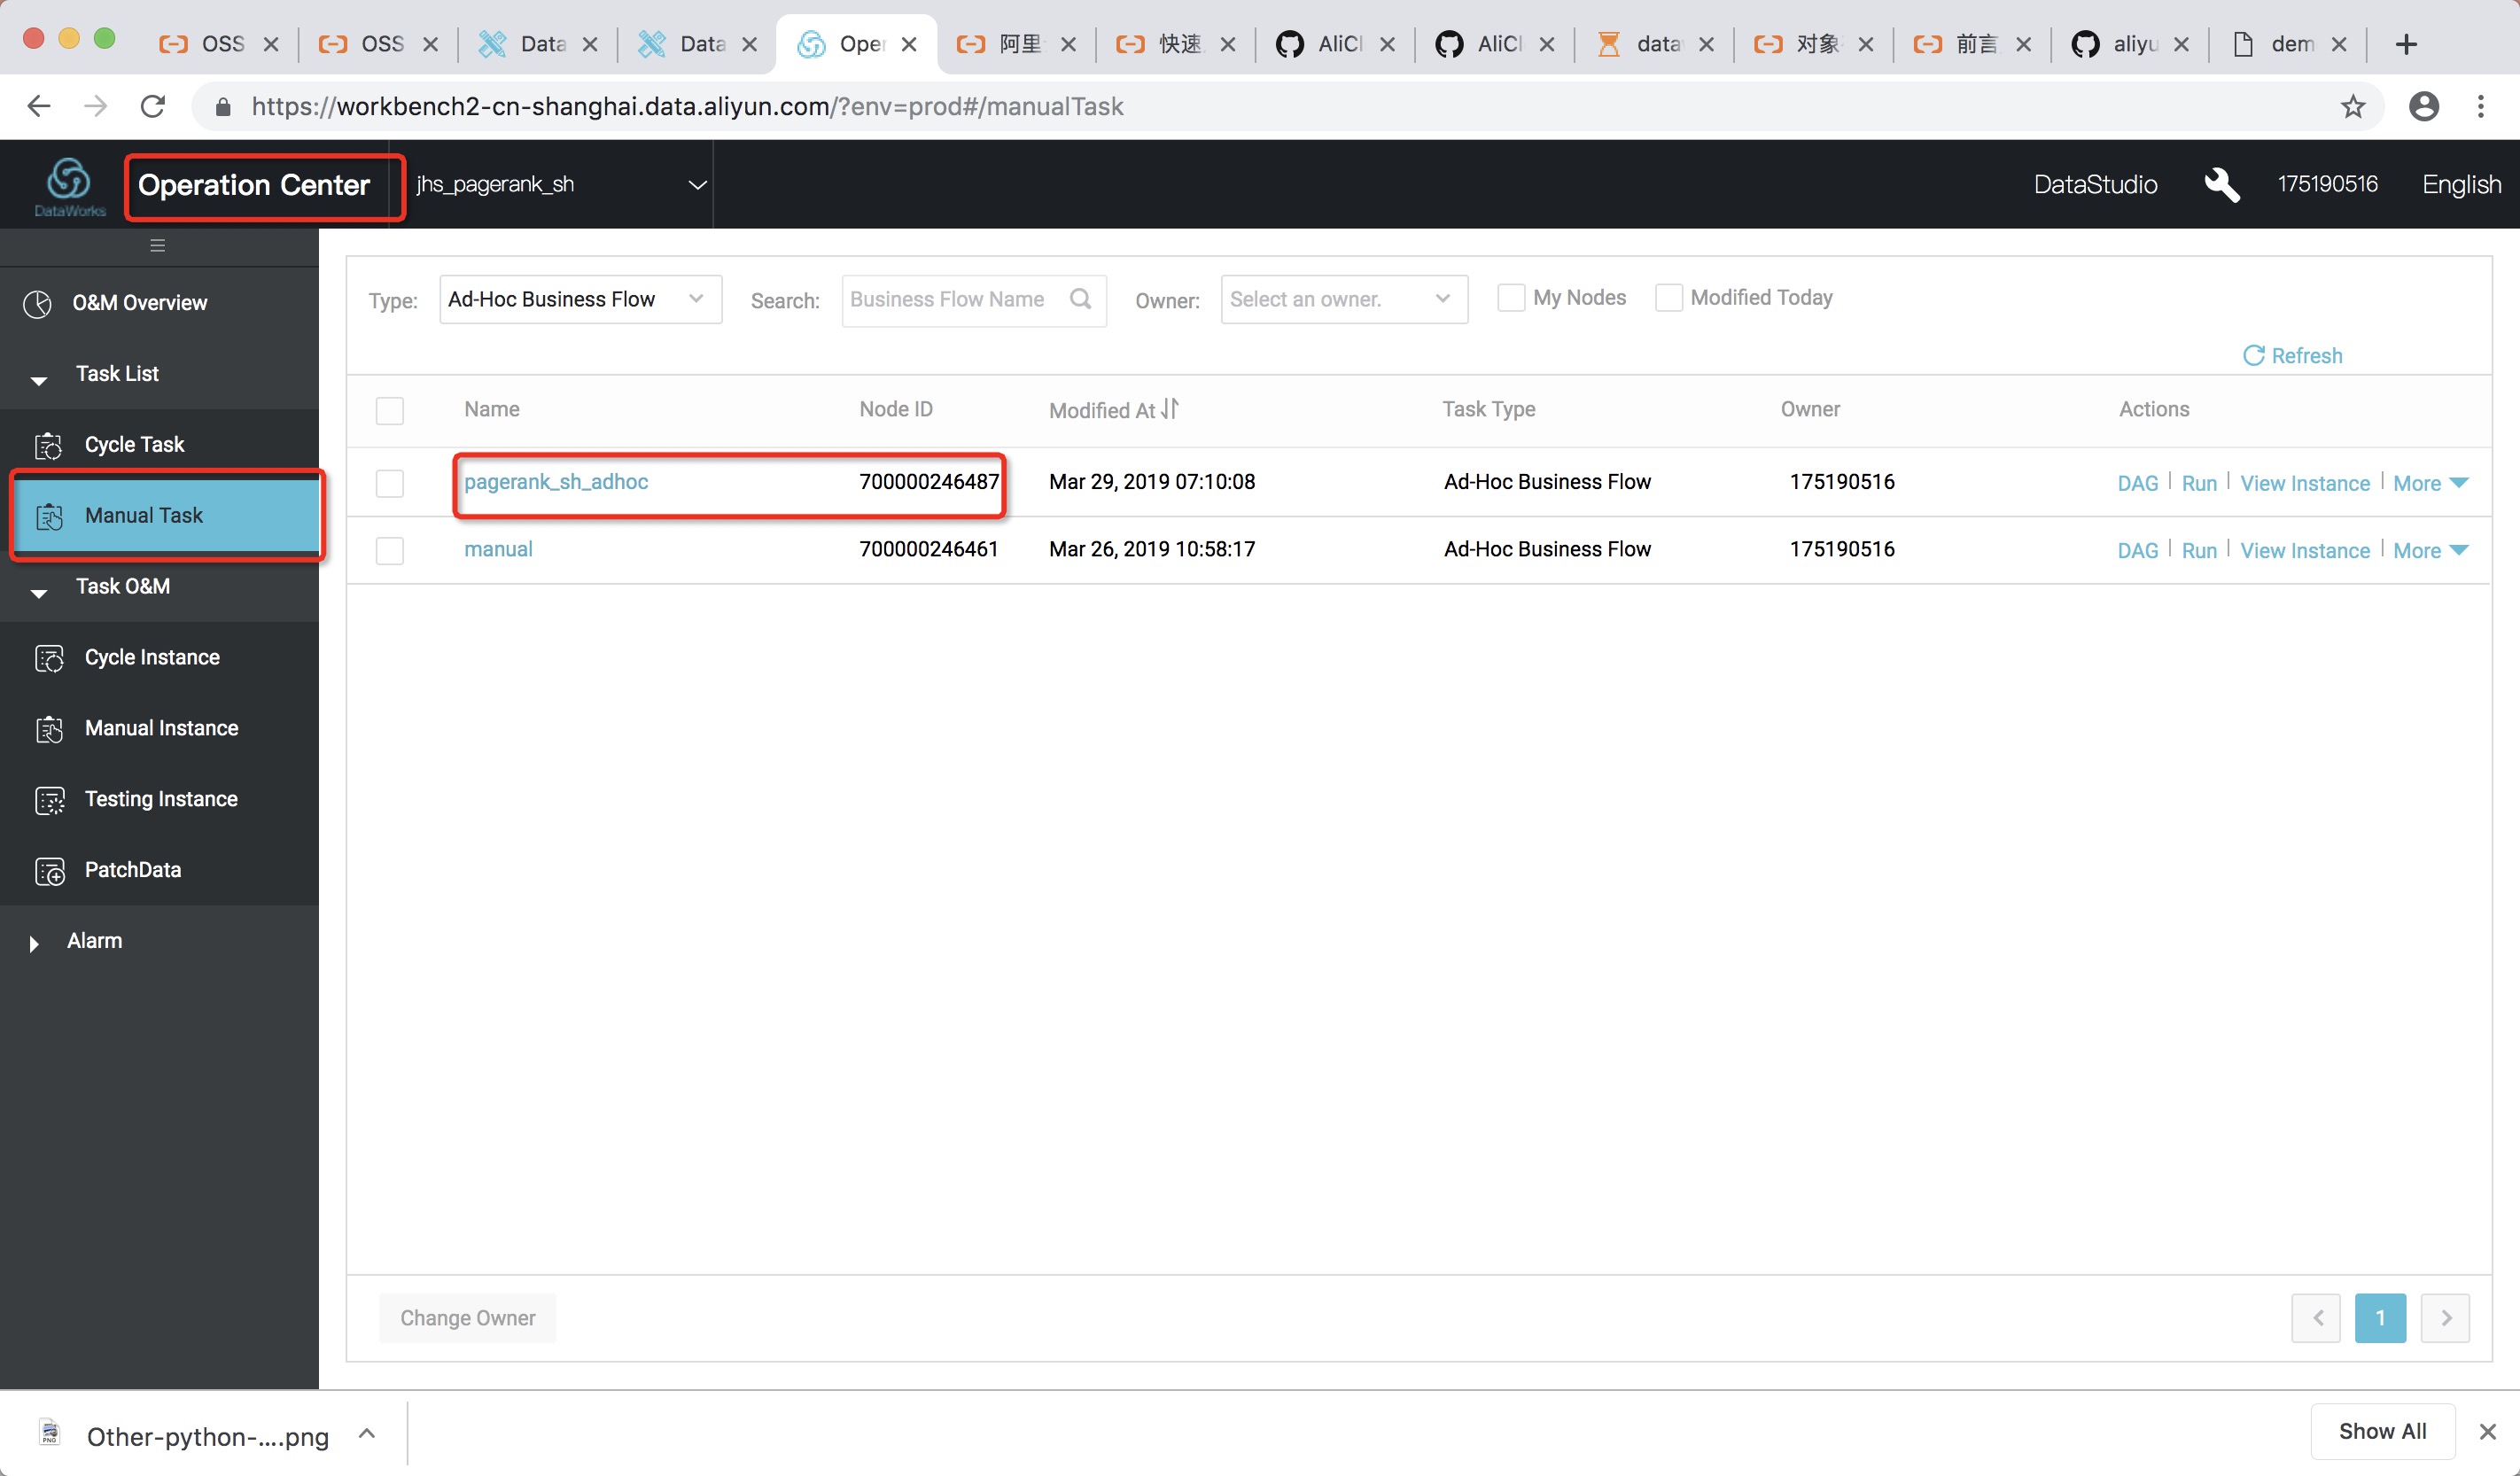 OSS
OSS
Data
Data
Oper
阿里
快速
AliCl
AliCl
data
对象
前言
aliyu
dem
https://workbench2-cn-shanghai.data.aliyun.com/?env=prod#/manualTask
DataWorks
Operation Center
jhs_pagerank_sh
DataStudio
175190516
English
O&M Overview
Task List
Cycle Task
Manual Task
Task O&M
Cycle Instance
Manual Instance
Testing Instance
PatchData
Alarm
Type: Ad-Hoc Business Flow Search: Business Flow Name Owner: Select an owner. My Nodes Modified Today
Refresh
Name Node ID Modified At Task Type Owner Actions
pagerank_sh_adhoc 700000246487 Mar 29, 2019 07:10:08 Ad-Hoc Business Flow 175190516 DAG Run View Instance More
manual 700000246461 Mar 26, 2019 10:58:17 Ad-Hoc Business Flow 175190516 DAG Run View Instance More
Change Owner
1
PNG
Other-python-....png
Show All